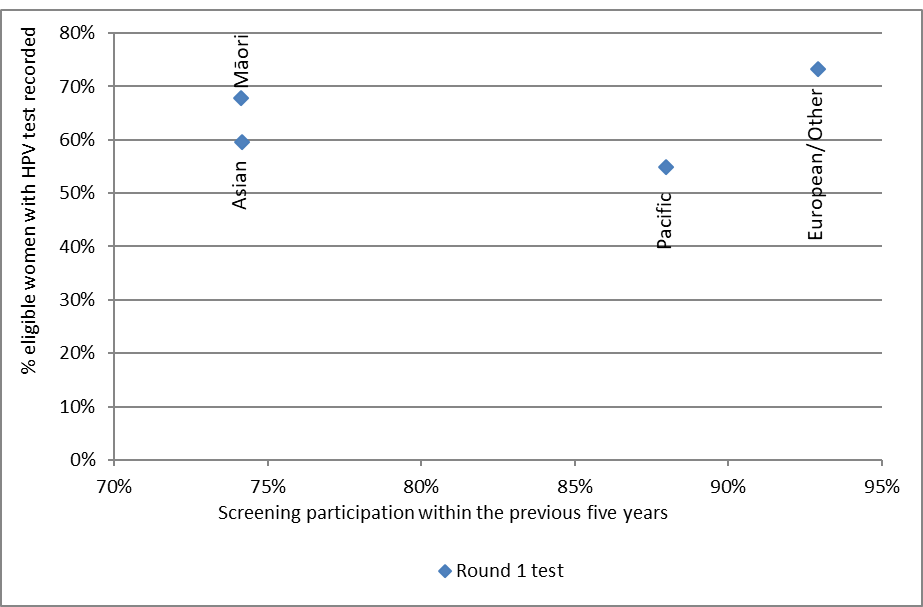 % eligible women with HPV test recorded
80%
70%
60%
50%
40%
30%
20%
10%
0%
Māori
Asian
Pacific
European/ Other
70%
75%
80%
85%
90%
95%
Screening participation within the previous five years
Round 1 test